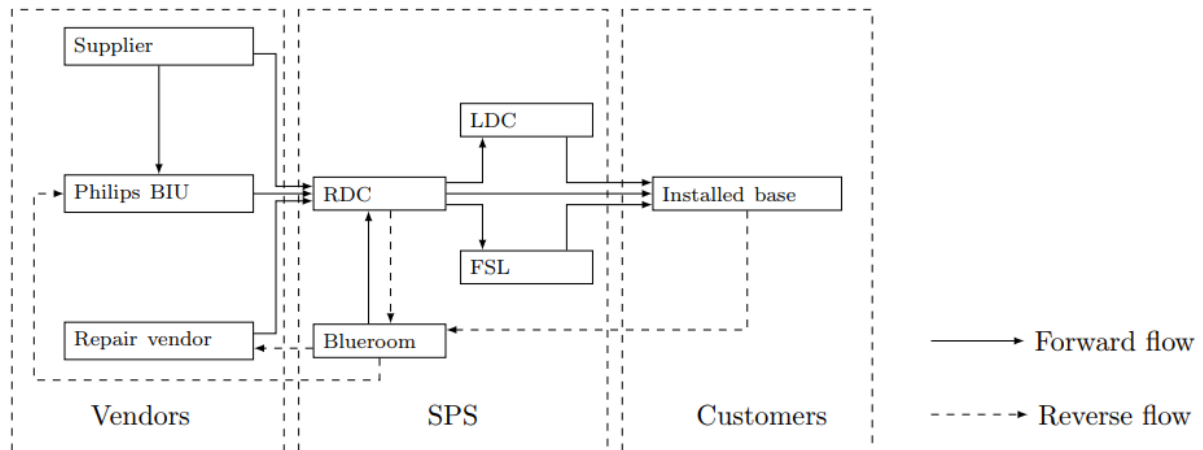 Supplier
LDC
Philips BIU
RDC
Installed base
FSL
Repair vendor
Blueroom
Forward flow
Vendors
SPS
Customers
Reverse flow